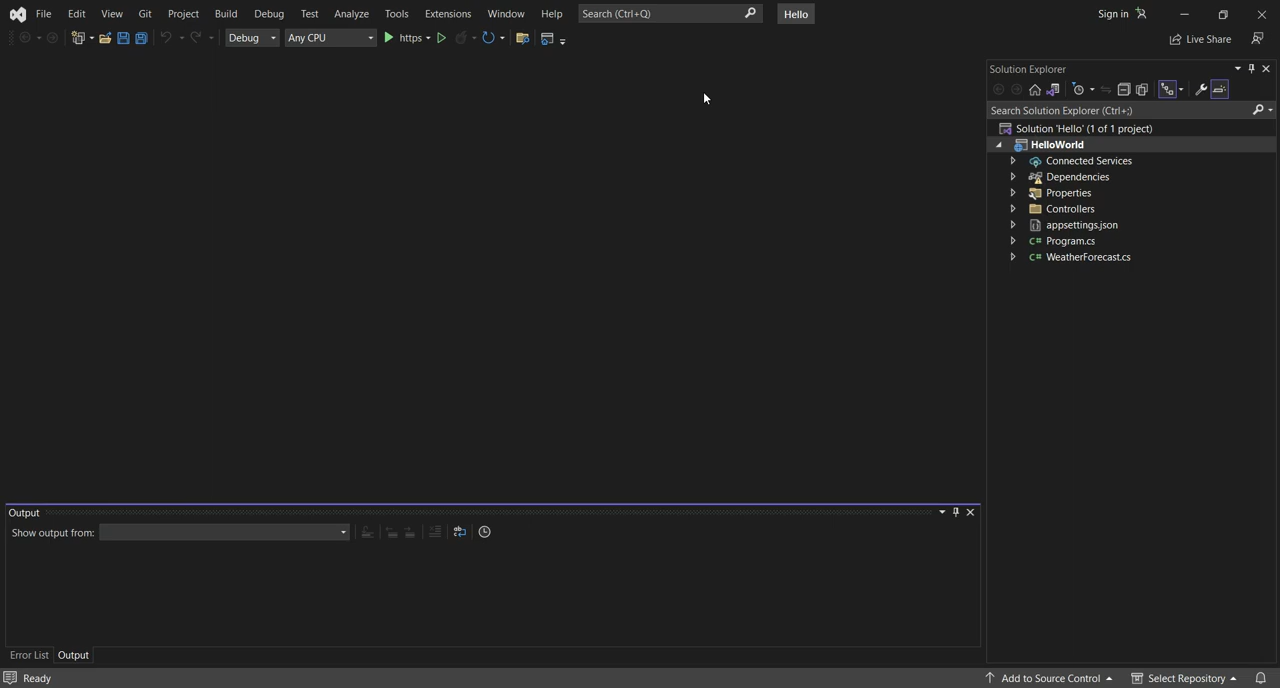 File Edit View Git Project Build Debug Test Analyze Tools Extensions Window Help Search (Ctrl+Q) Hello Sign in
Debug Any CPU https Live Share
Solution Explorer
Search Solution Explorer (Ctrl+;)
Solution 'Hello' (1 of 1 project)
HelloWorld
Connected Services
Dependencies
Properties
Controllers
appsettings.json
C# Program.cs
C# WeatherForecast.cs
Output
Show output from:
Error List Output
Ready Add to Source Control Select Repository